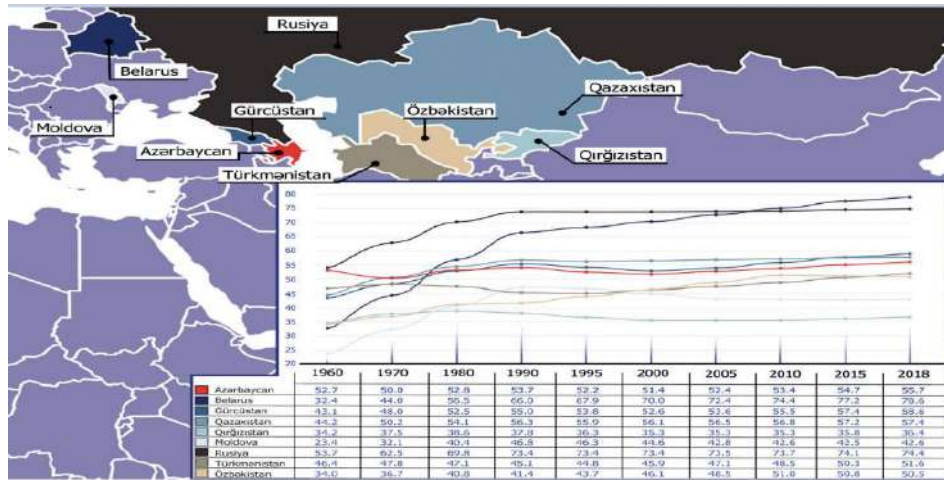 Rusiya
Belarus
Qazaxıstan
Gürcüstan
Özbəkistan
Moldova
Azərbaycan
Qırğızıstan
Türkmənistan
80
75
70
65
60
55
50
45
40
35
30
25
20
1960 1970 1980 1990 1995 2000 2005 2010 2015 2018
Azərbaycan 52.7 50.0 52.8 53.7 52.2 51.4 52.4 53.4 54.7 55.7
Belarus 32.4 44.0 56.5 66.0 67.9 70.0 72.4 74.4 77.2 78.6
Gürcüstan 43.1 48.0 52.5 55.0 53.8 52.6 53.6 55.5 57.4 58.6
Qazaxıstan 44.2 50.2 54.1 56.3 55.9 56.1 56.5 56.8 57.2 57.4
Qırğızıstan 34.2 37.5 38.6 37.8 36.3 35.3 35.3 35.3 35.8 36.4
Moldova 23.4 32.1 40.4 46.8 46.3 44.6 42.8 42.6 42.5 42.6
Rusiya 53.7 62.5 69.8 73.4 73.4 73.4 73.5 73.7 74.1 74.4
Türkmənistan 46.4 47.8 47.1 45.1 44.8 45.9 47.1 48.5 50.3 51.6
Özbəkistan 34.0 36.7 40.8 41.4 43.7 46.1 48.5 51.0 50.8 50.5